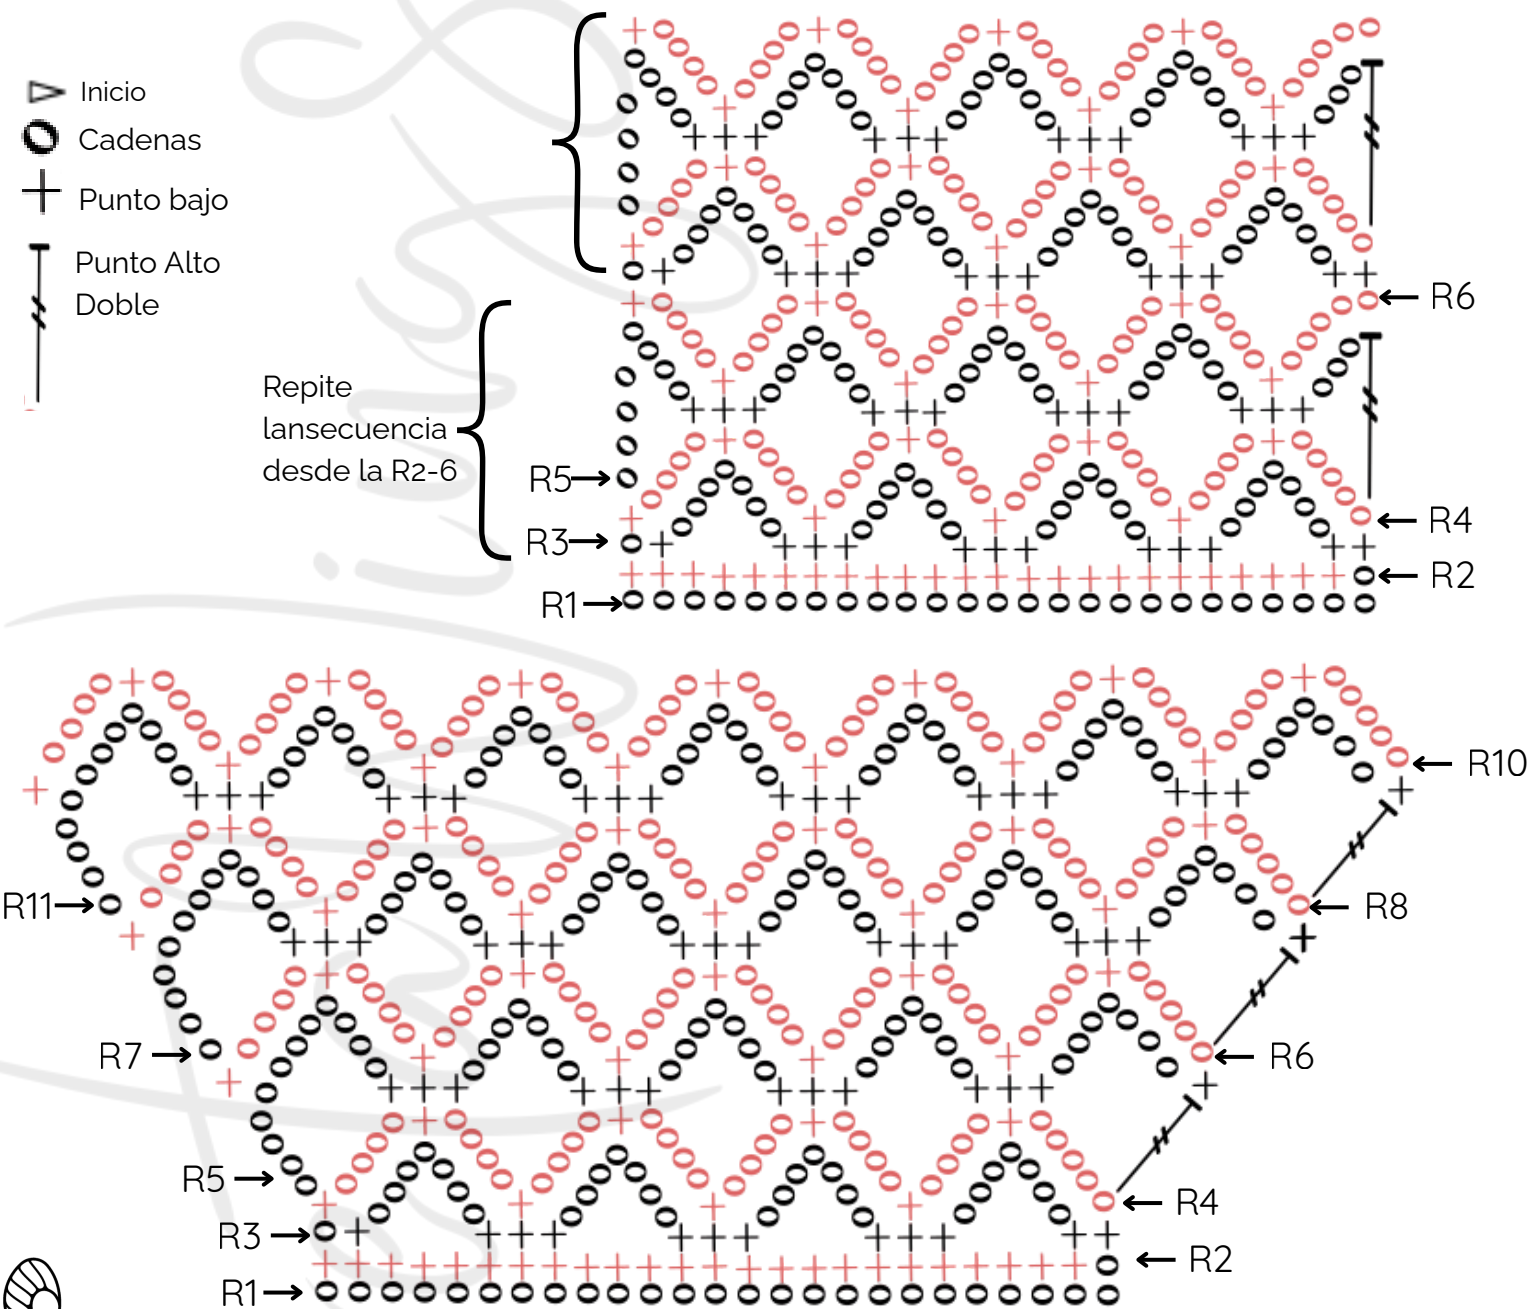 Inicio
Cadenas
Punto bajo
Punto Alto
Doble
R6
Repite
lansecuencia
desde la R2-6
R5
R4
R3
R2
R1
R10
R11
R8
R7
R6
R5
R4
R3
R2
R1